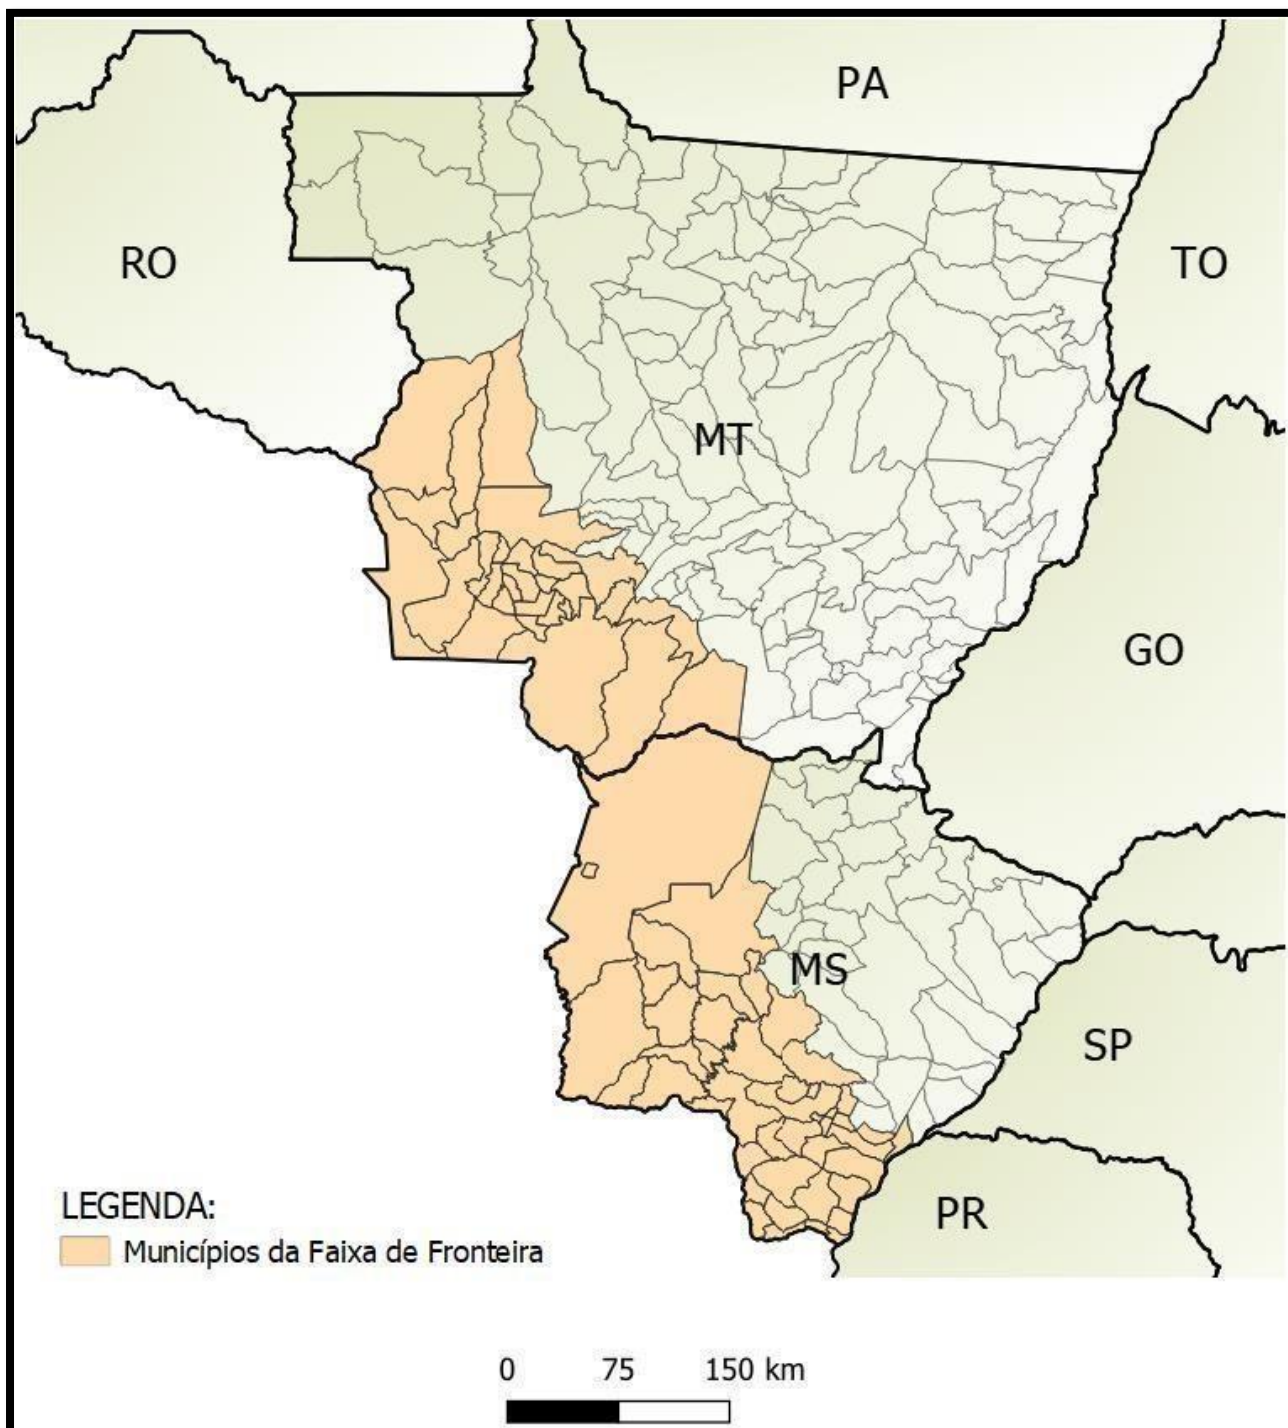 PA
RO
TO
MT
GO
MS
SP
PR
LEGENDA:
Municípios da Faixa de Fronteira
0 75 150 km